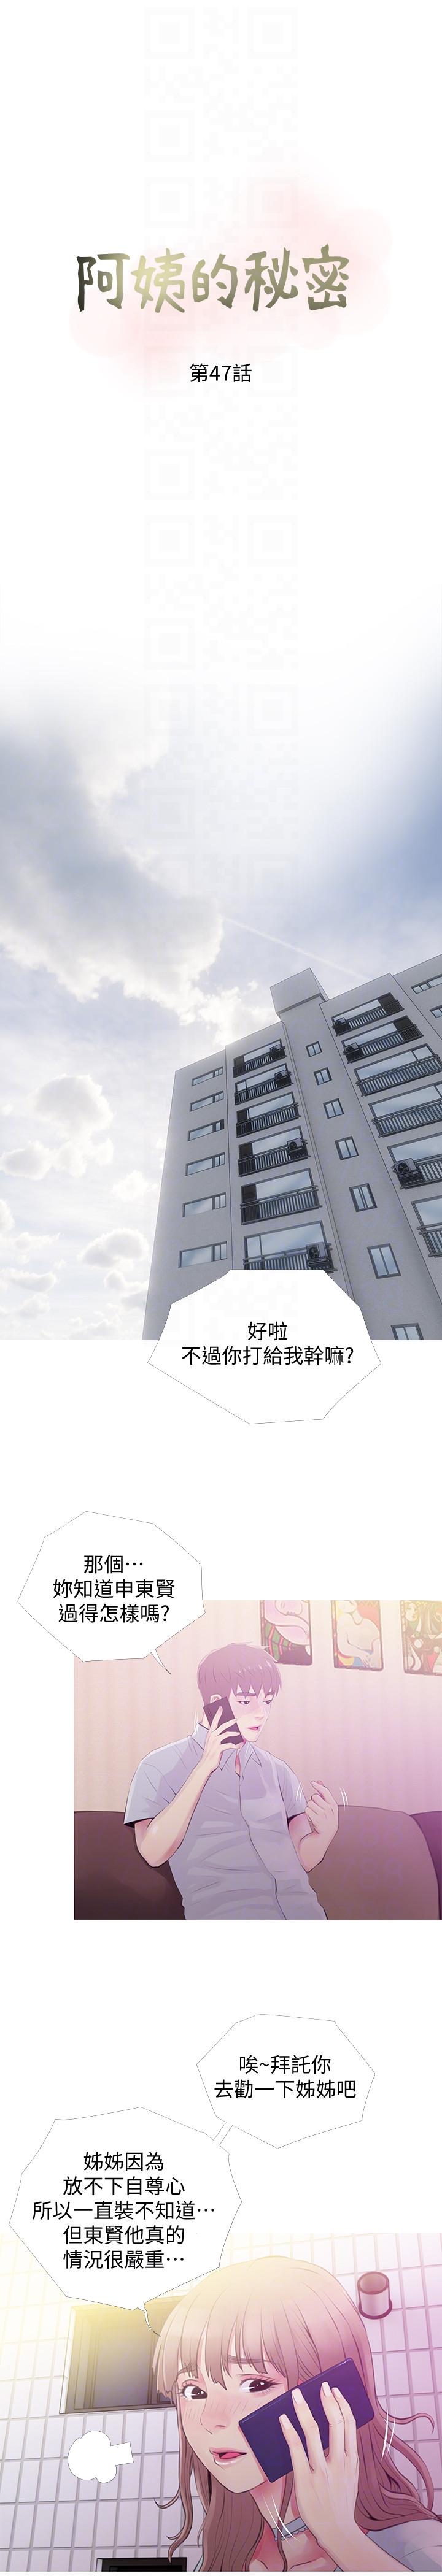 阿姨的秘密
第47話
好啦
不過你打給我幹嘛?
那個⋯
妳知道申東賢
過得怎樣嗎?
唉~拜託你
去勸一下姊姊吧
姊姊因為
放不下自尊心
所以一直裝不知道⋯
但東賢他真的
情況很嚴重⋯